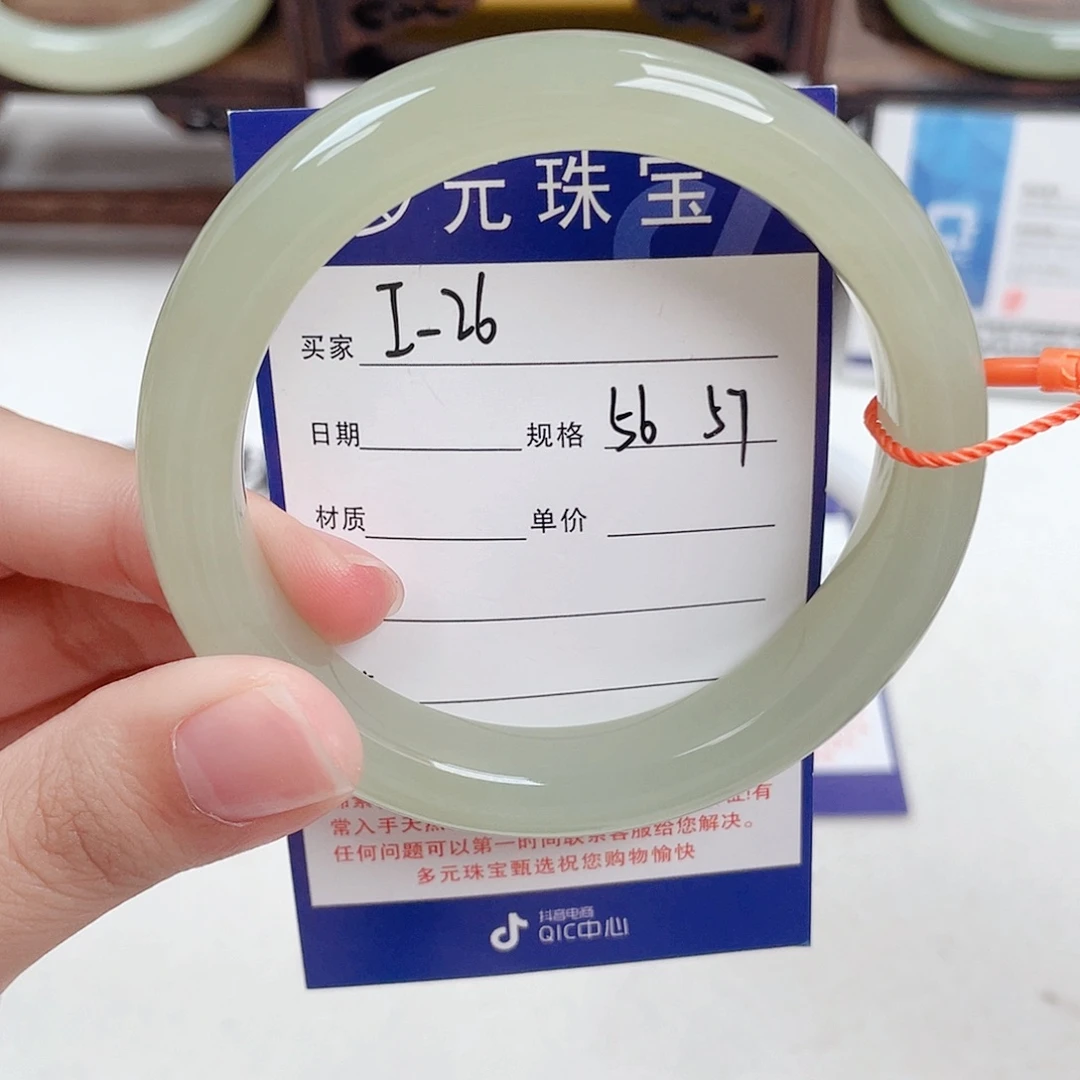 多元珠宝
买家 I-26
日期 规格 56 57
材质 单价
常入手天然
任何问题可以第一时间联系客服给您解决。
多元珠宝甄选祝您购物愉快
抖音电商
QIC中心